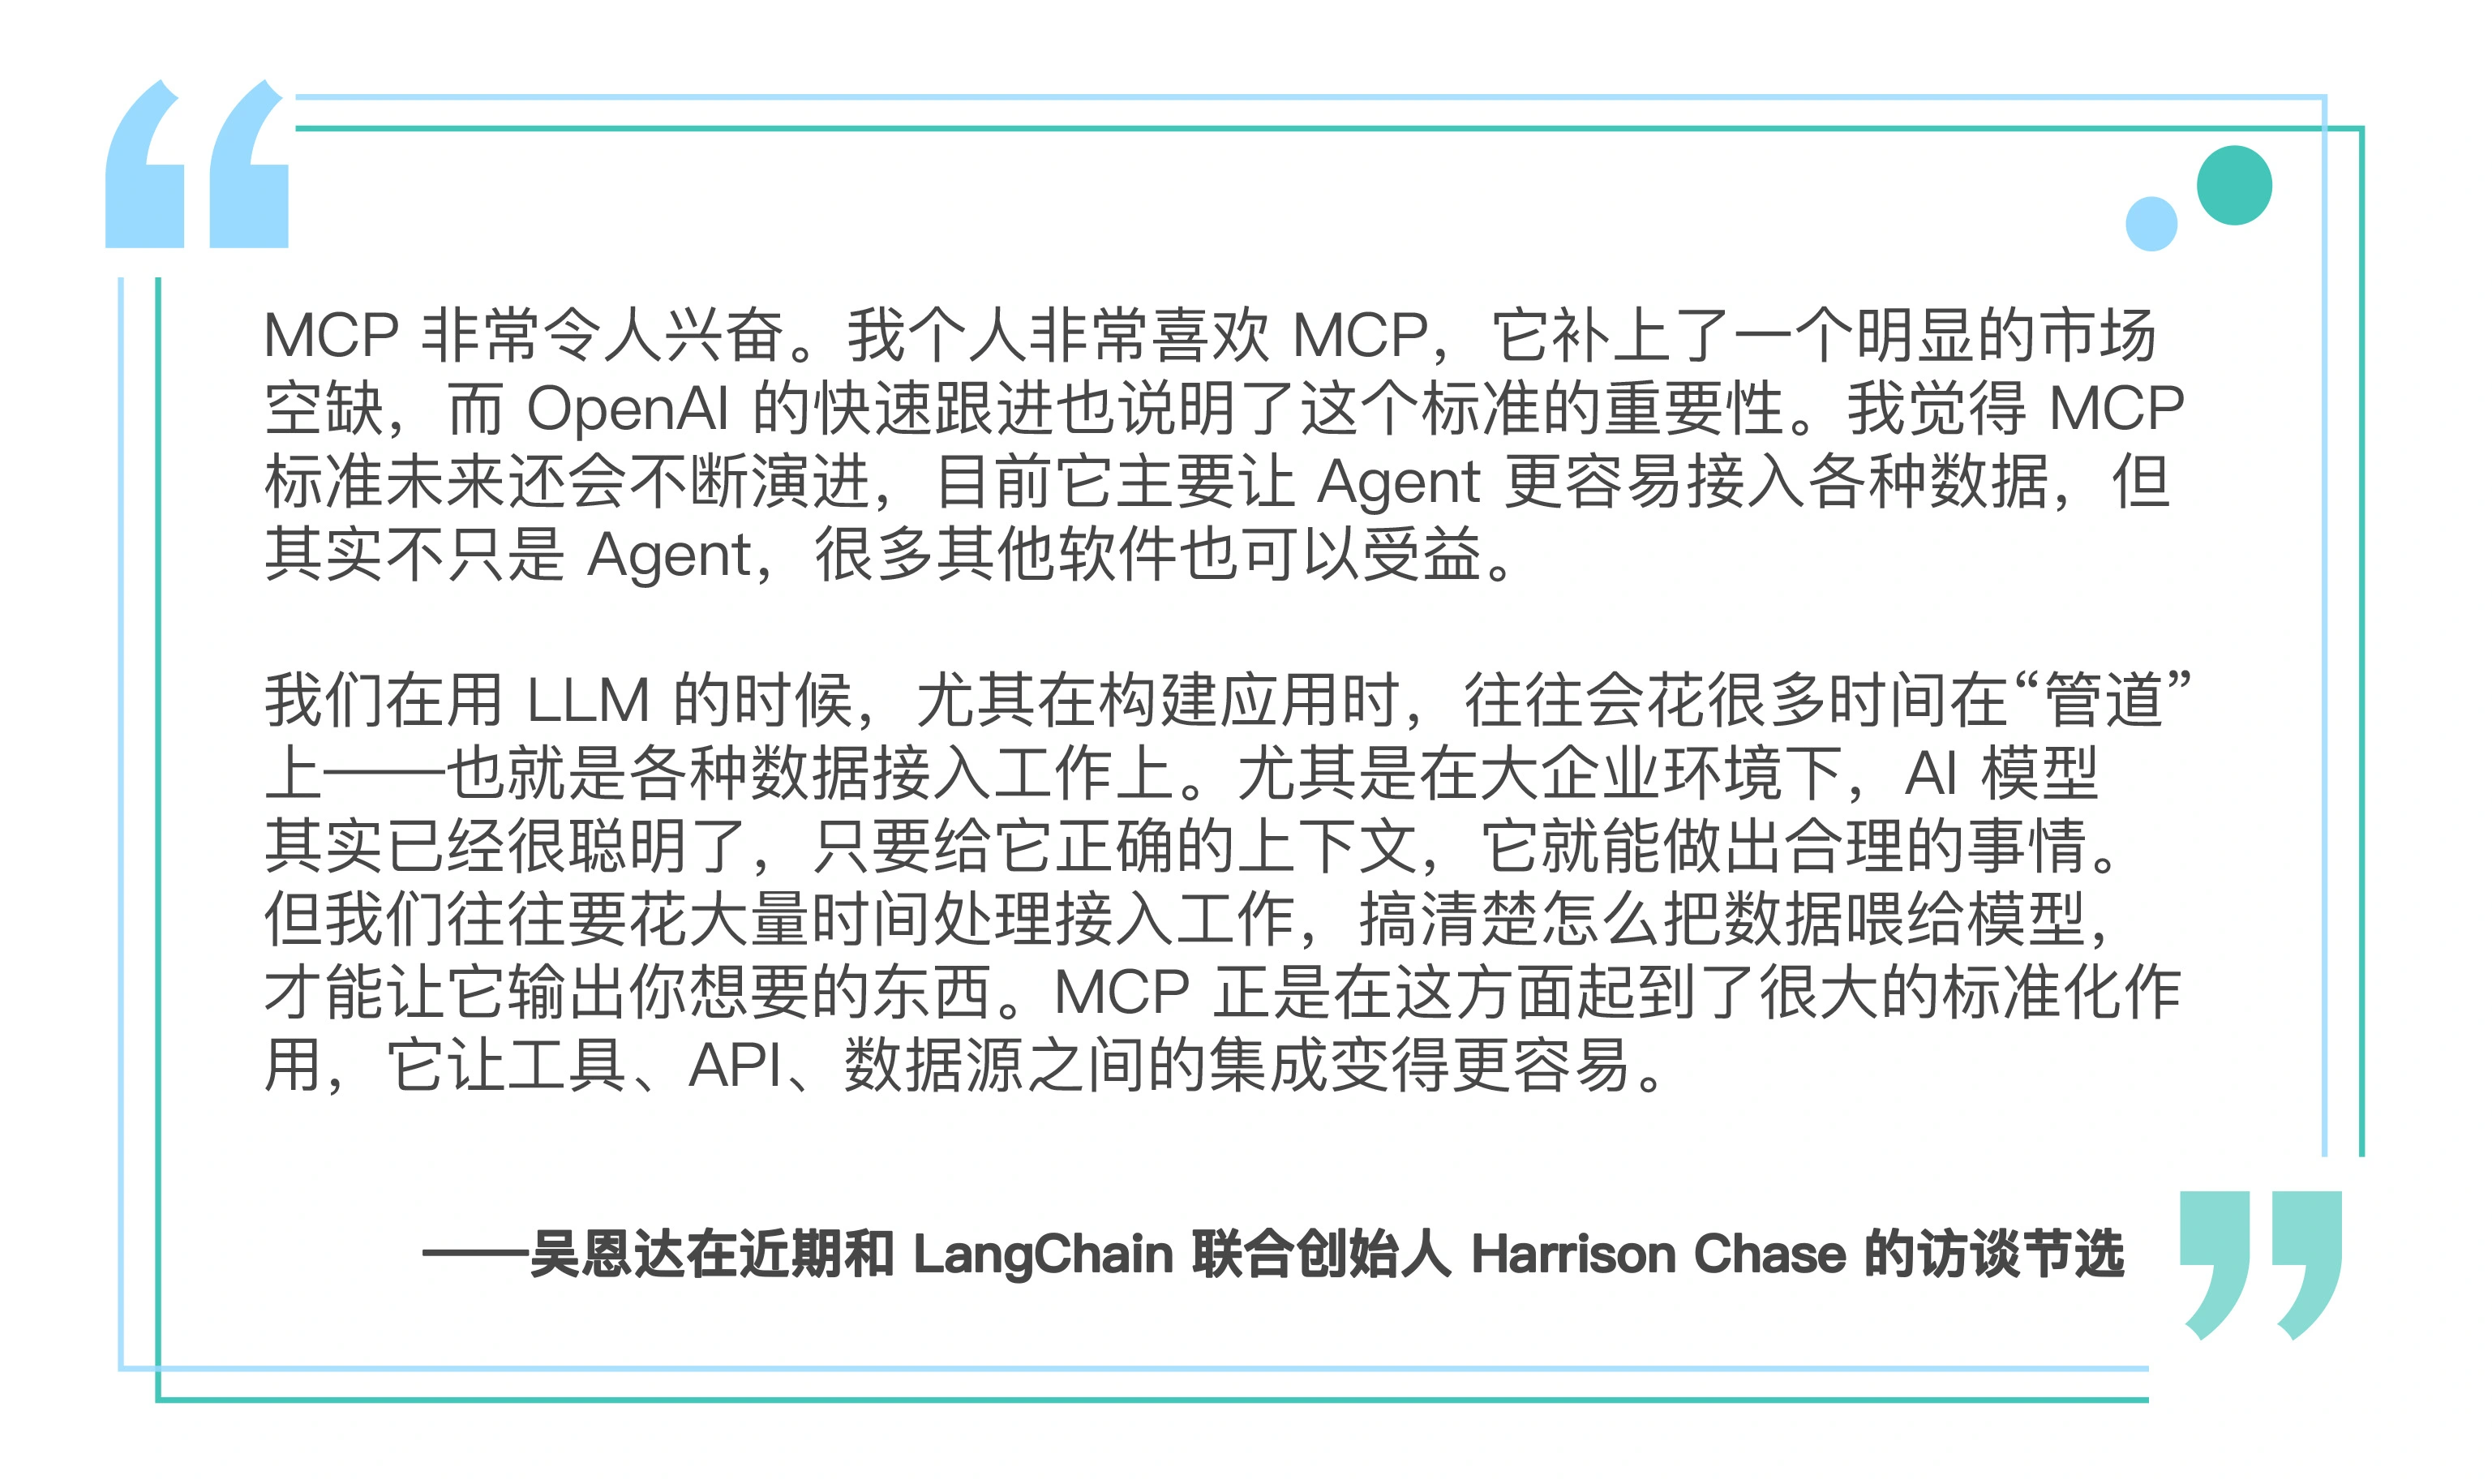 MCP 非常令人兴奋。我个人非常喜欢 MCP，它补上了一个明显的市场
空缺，而 OpenAI 的快速跟进也说明了这个标准的重要性。我觉得 MCP
标准未来还会不断演进，目前它主要让 Agent 更容易接入各种数据，但
其实不只是 Agent，很多其他软件也可以受益。
我们在用 LLM 的时候，尤其在构建应用时，往往会花很多时间在“管道”
上——也就是各种数据接入工作上。尤其是在大企业环境下，AI 模型
其实已经很聪明了，只要给它正确的上下文，它就能做出合理的事情。
但我们往往要花大量时间处理接入工作，搞清楚怎么把数据喂给模型，
才能让它输出你想要的东西。MCP 正是在这方面起到了很大的标准化作
用，它让工具、API、数据源之间的集成变得更容易。
——吴恩达在近期和 LangChain 联合创始人 Harrison Chase 的访谈节选